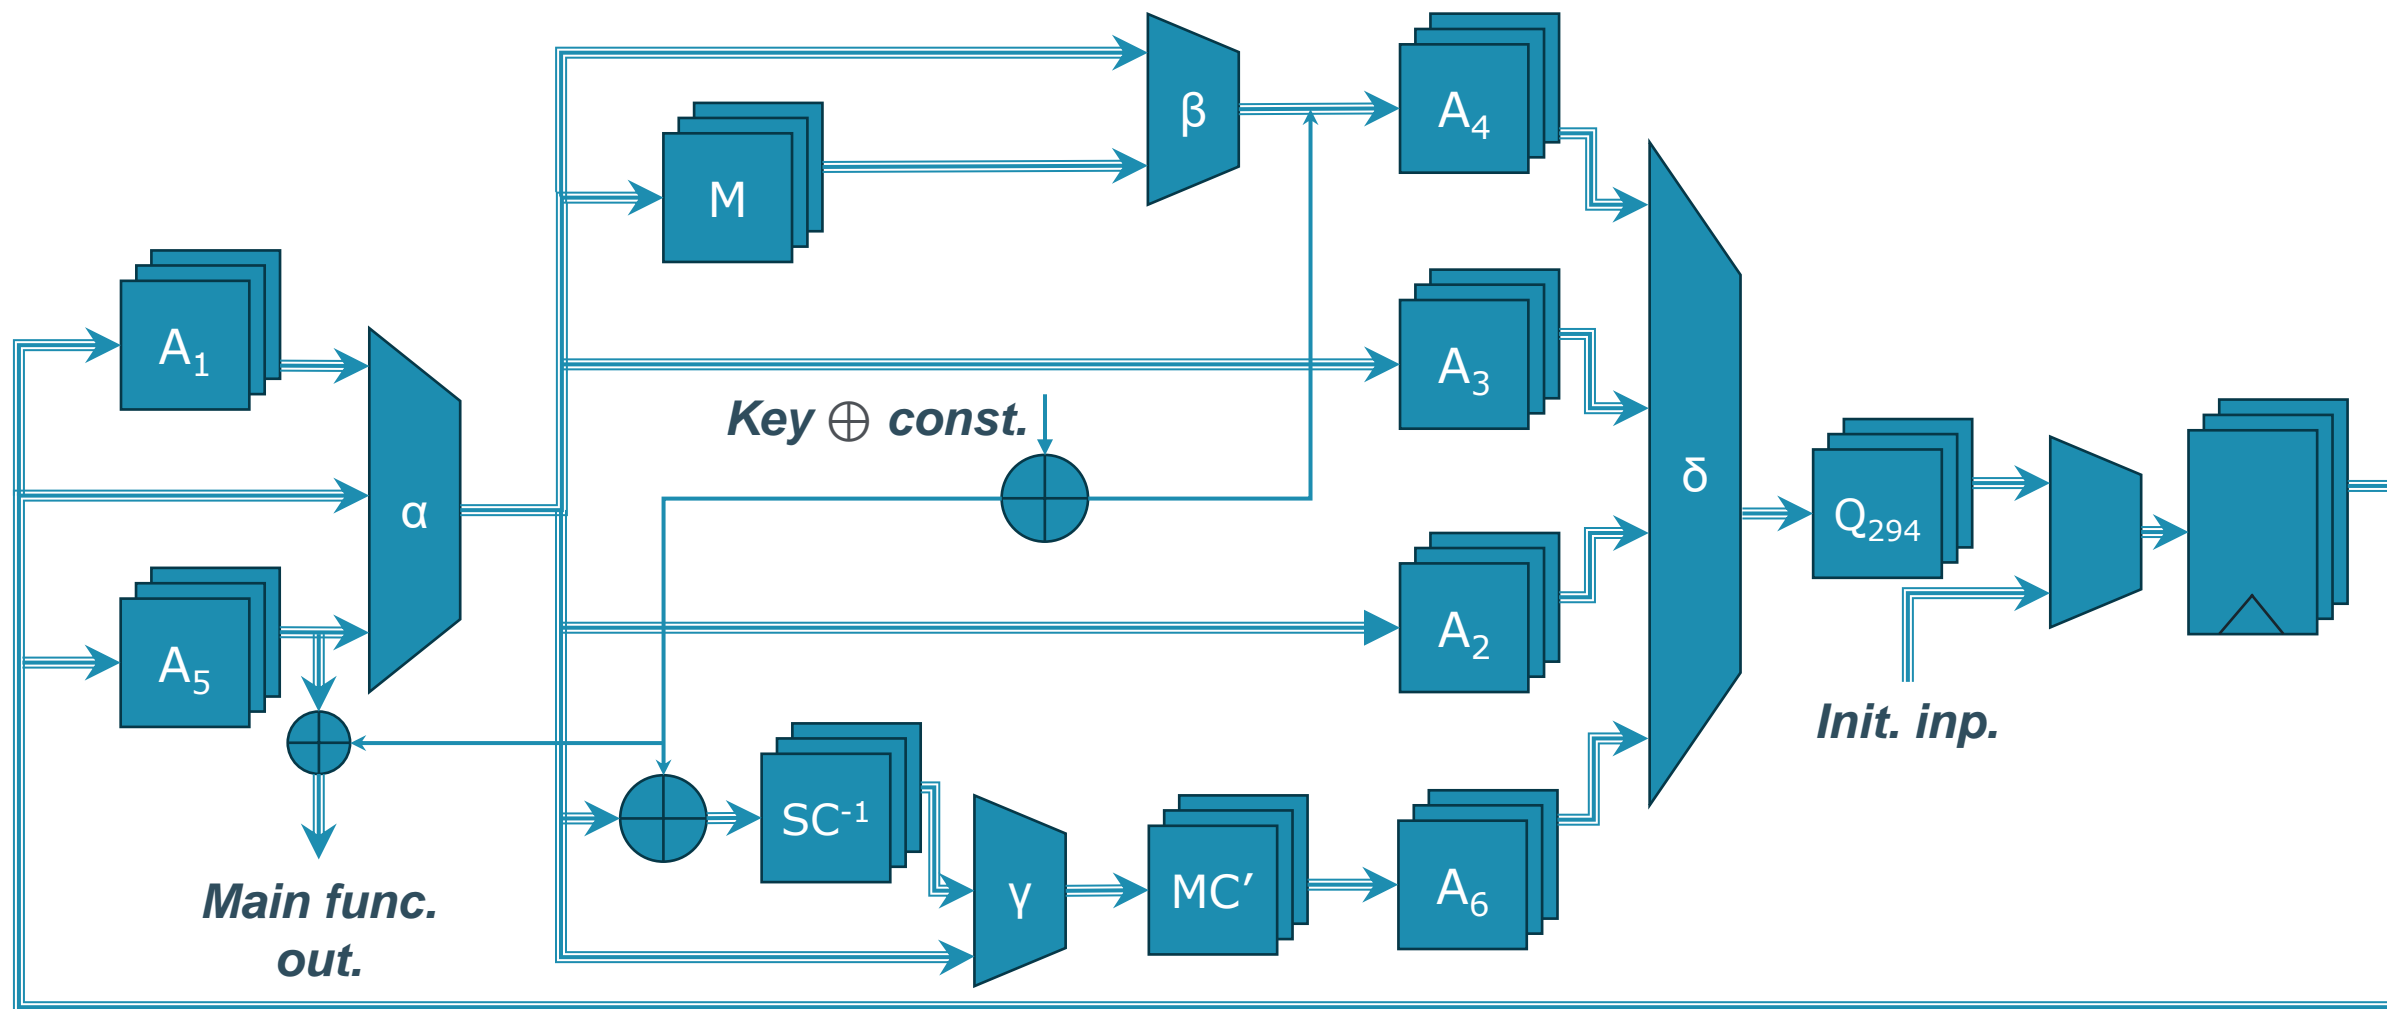 β
A₄
M
A₁
A₃
Key ⊕ const.
α
δ
Q₂₉₄
A₅
A₂
Init. inp.
SC⁻¹
γ
MC′
A₆
Main func.
out.